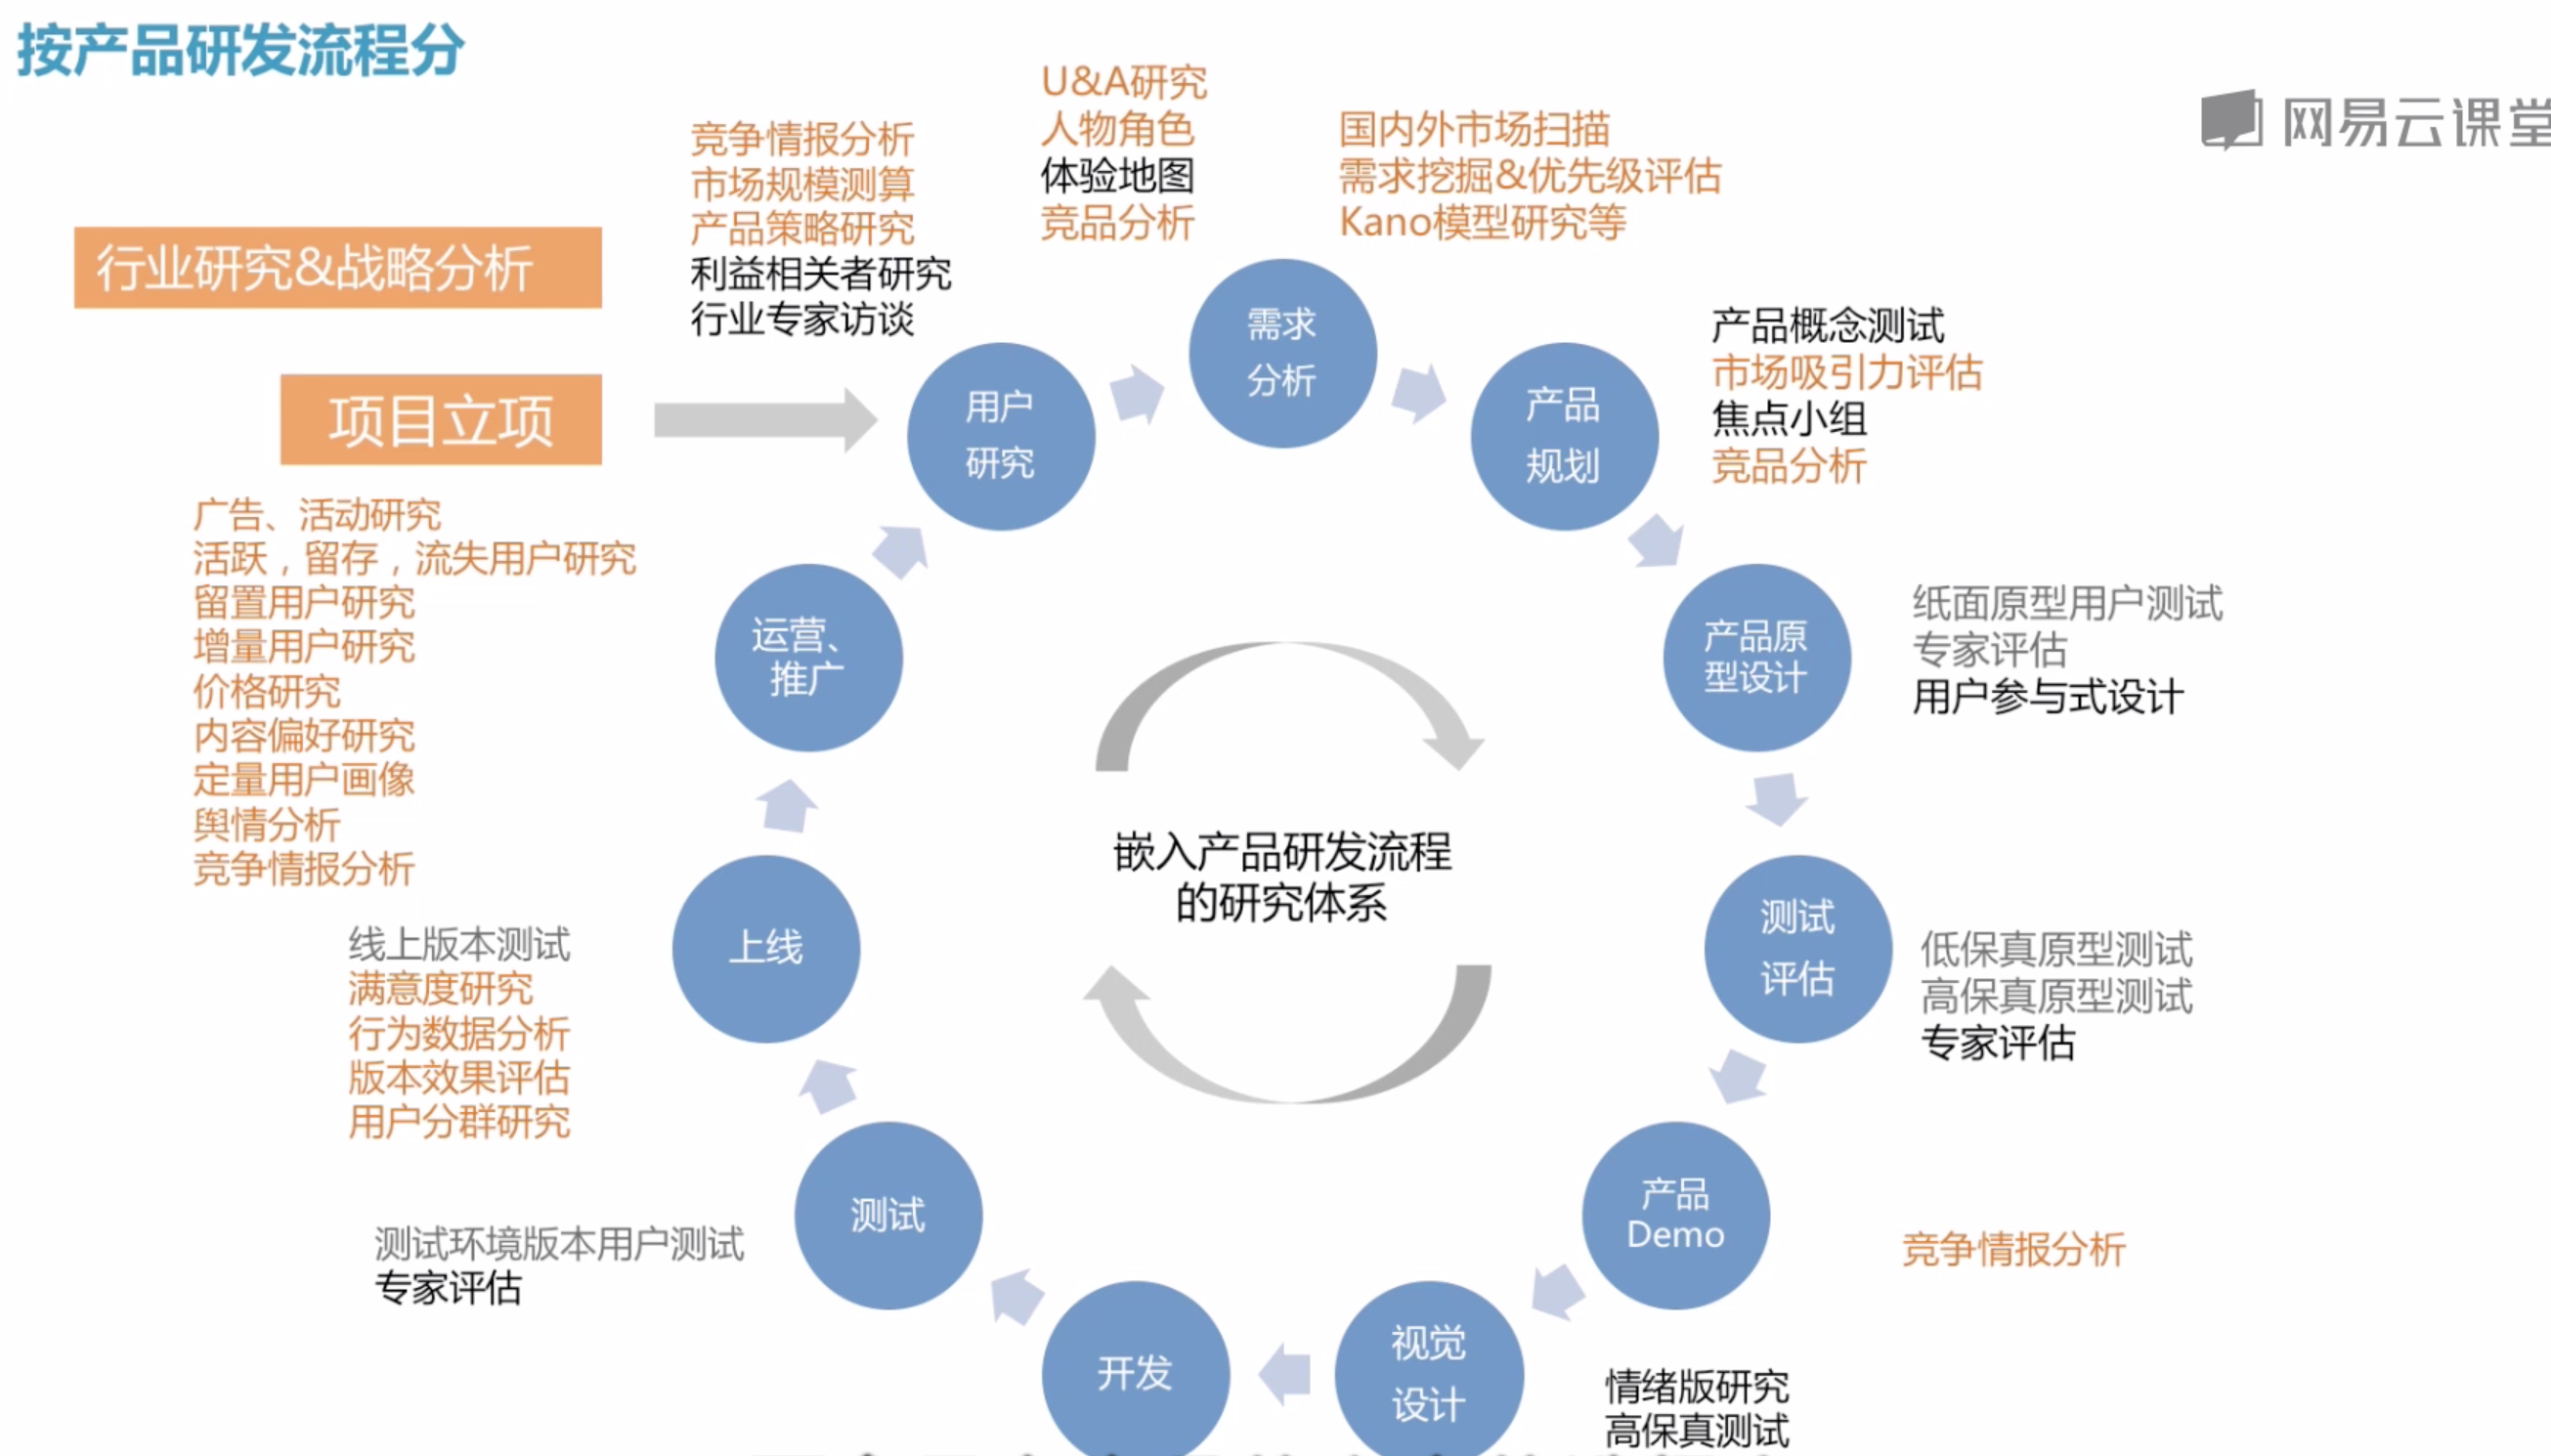 按产品研发流程分
网易云课堂
行业研究&战略分析
项目立项
竞争情报分析
市场规模测算
产品策略研究
利益相关者研究
行业专家访谈
U&A研究
人物角色
体验地图
竞品分析
国内外市场扫描
需求挖掘&优先级评估
Kano模型研究等
产品概念测试
市场吸引力评估
焦点小组
竞品分析
用户
研究
需求
分析
产品
规划
产品原
型设计
纸面原型用户测试
专家评估
用户参与式设计
测试
评估
低保真原型测试
高保真原型测试
专家评估
产品
Demo
竞争情报分析
视觉
设计
情绪版研究
高保真测试
开发
测试
测试环境版本用户测试
专家评估
上线
线上版本测试
满意度研究
行为数据分析
版本效果评估
用户分群研究
运营、
推广
广告、活动研究
活跃，留存，流失用户研究
留置用户研究
增量用户研究
价格研究
内容偏好研究
定量用户画像
舆情分析
竞争情报分析
嵌入产品研发流程
的研究体系